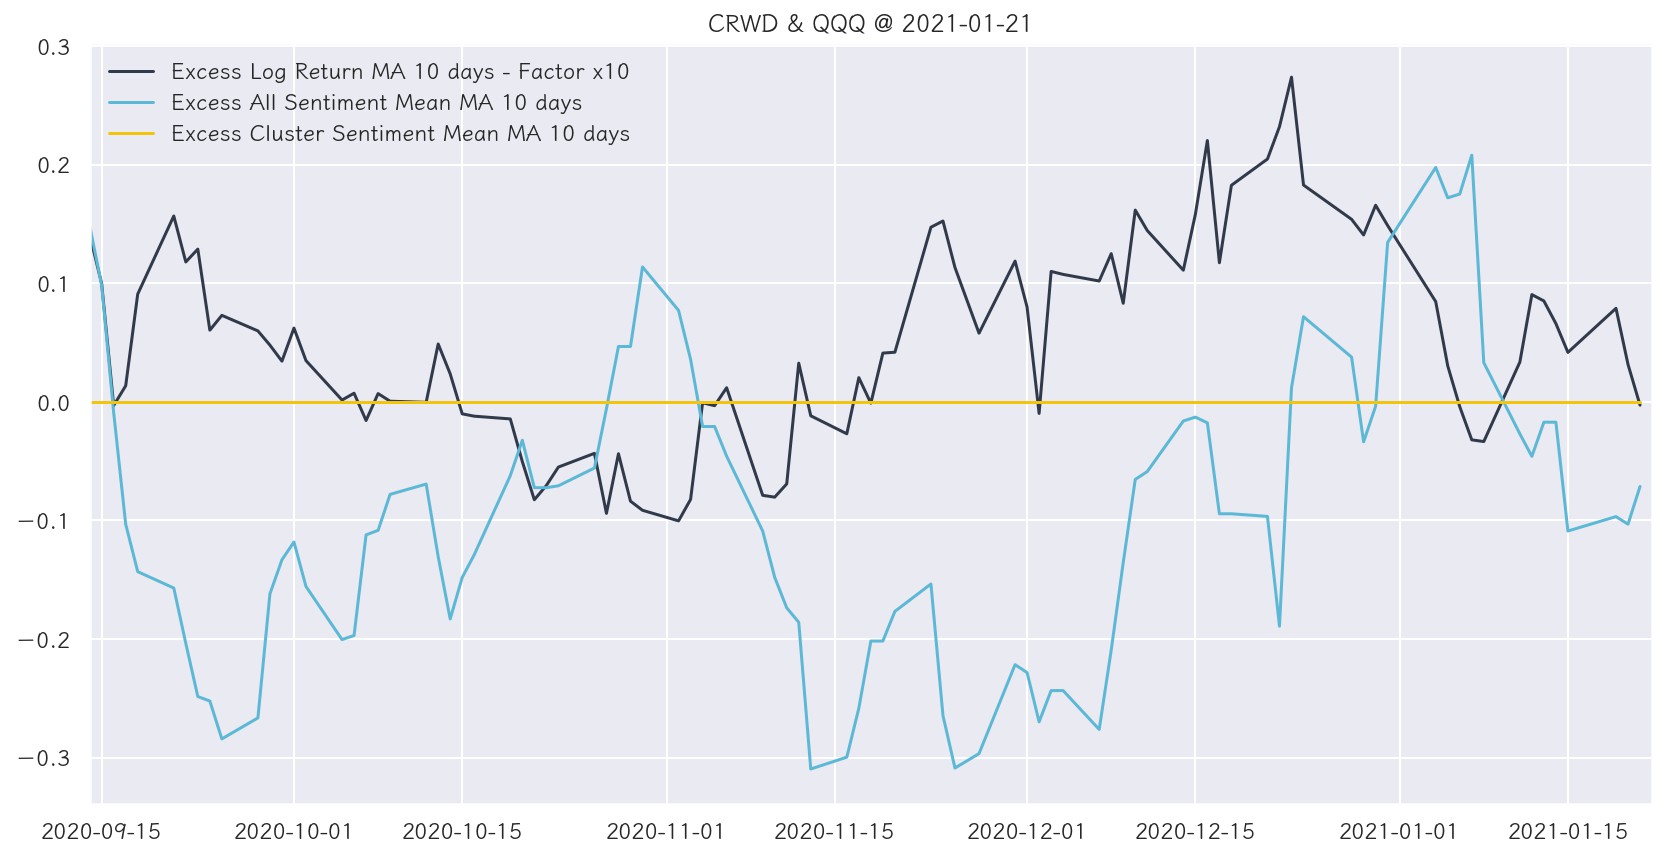 CRWD & QQQ @ 2021-01-21
0.3
Excess Log Return MA 10 days - Factor x10
Excess All Sentiment Mean MA 10 days
Excess Cluster Sentiment Mean MA 10 days
0.2
0.1
0.0
−0.1
−0.2
−0.3
2020-09-15 2020-10-01 2020-10-15 2020-11-01 2020-11-15 2020-12-01 2020-12-15 2021-01-01 2021-01-15